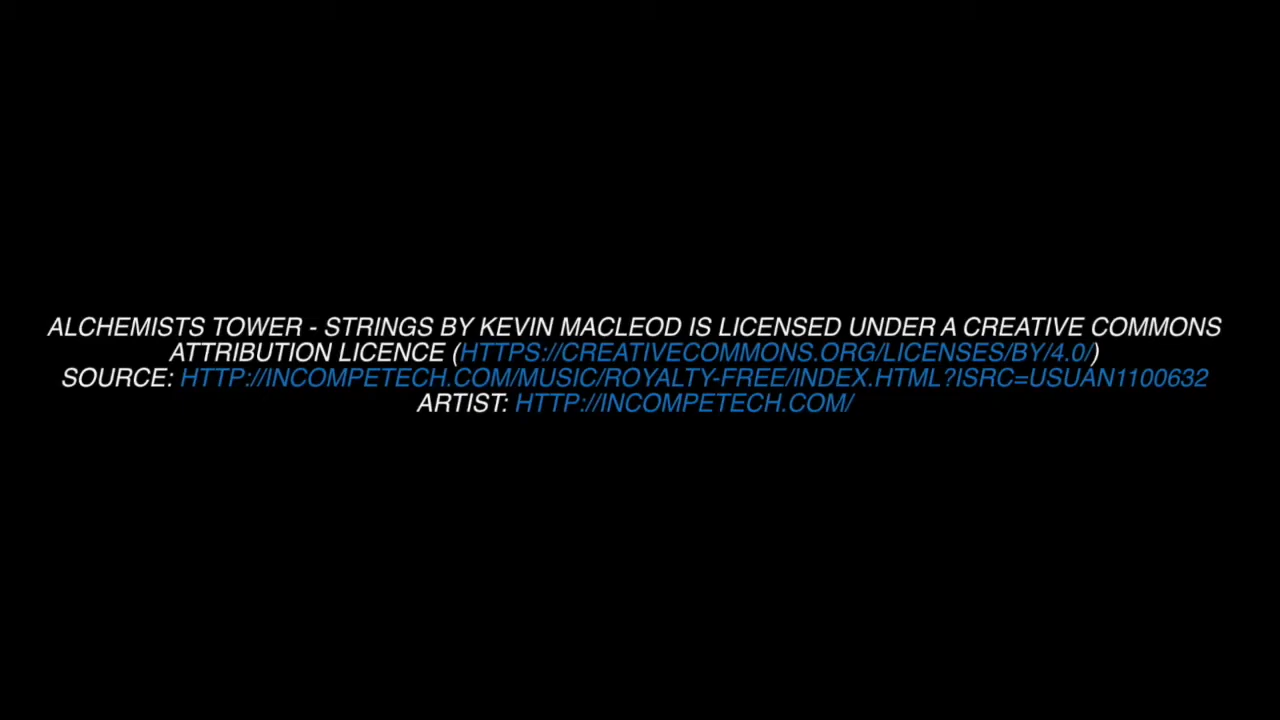 ALCHEMISTS TOWER - STRINGS BY KEVIN MACLEOD IS LICENSED UNDER A CREATIVE COMMONS
ATTRIBUTION LICENCE (HTTPS://CREATIVECOMMONS.ORG/LICENSES/BY/4.0/)
SOURCE: HTTP://INCOMPETECH.COM/MUSIC/ROYALTY-FREE/INDEX.HTML?ISRC=USUAN1100632
ARTIST: HTTP://INCOMPETECH.COM/